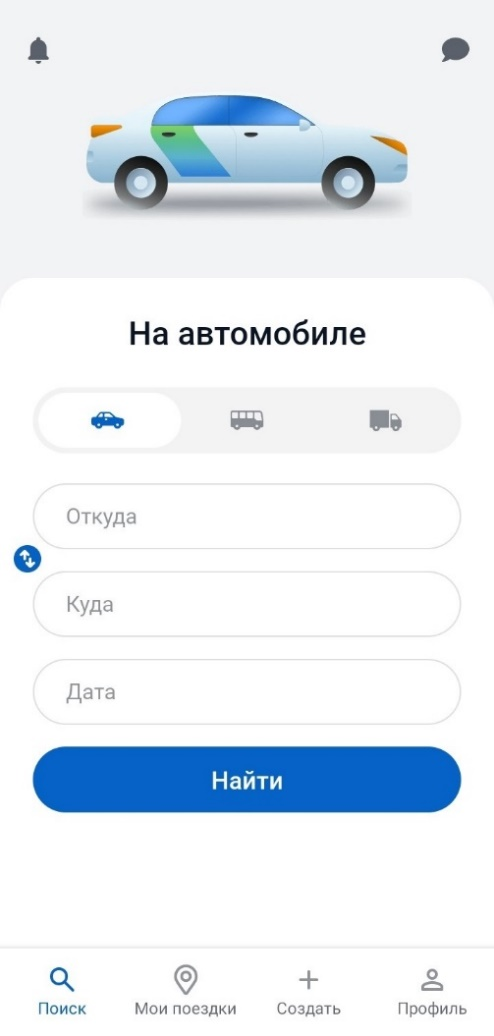 На автомобиле
Откуда
Куда
Дата
Найти
Поиск
Мои поездки
Создать
Профиль